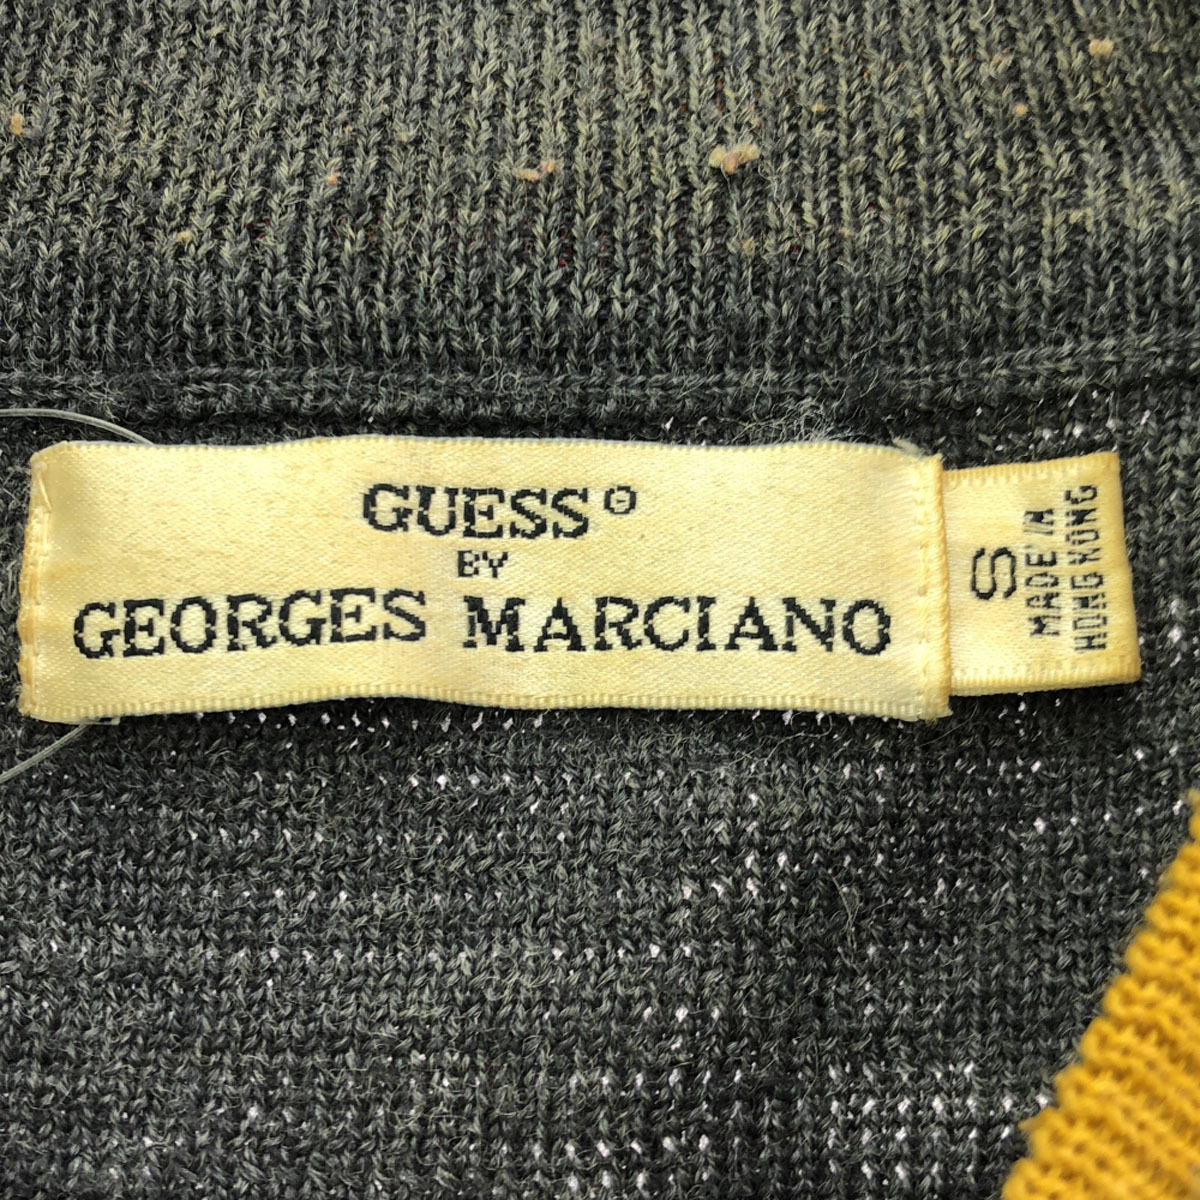 GUESS®
BY
GEORGES MARCIANO
S
MADE IN
HONG KONG